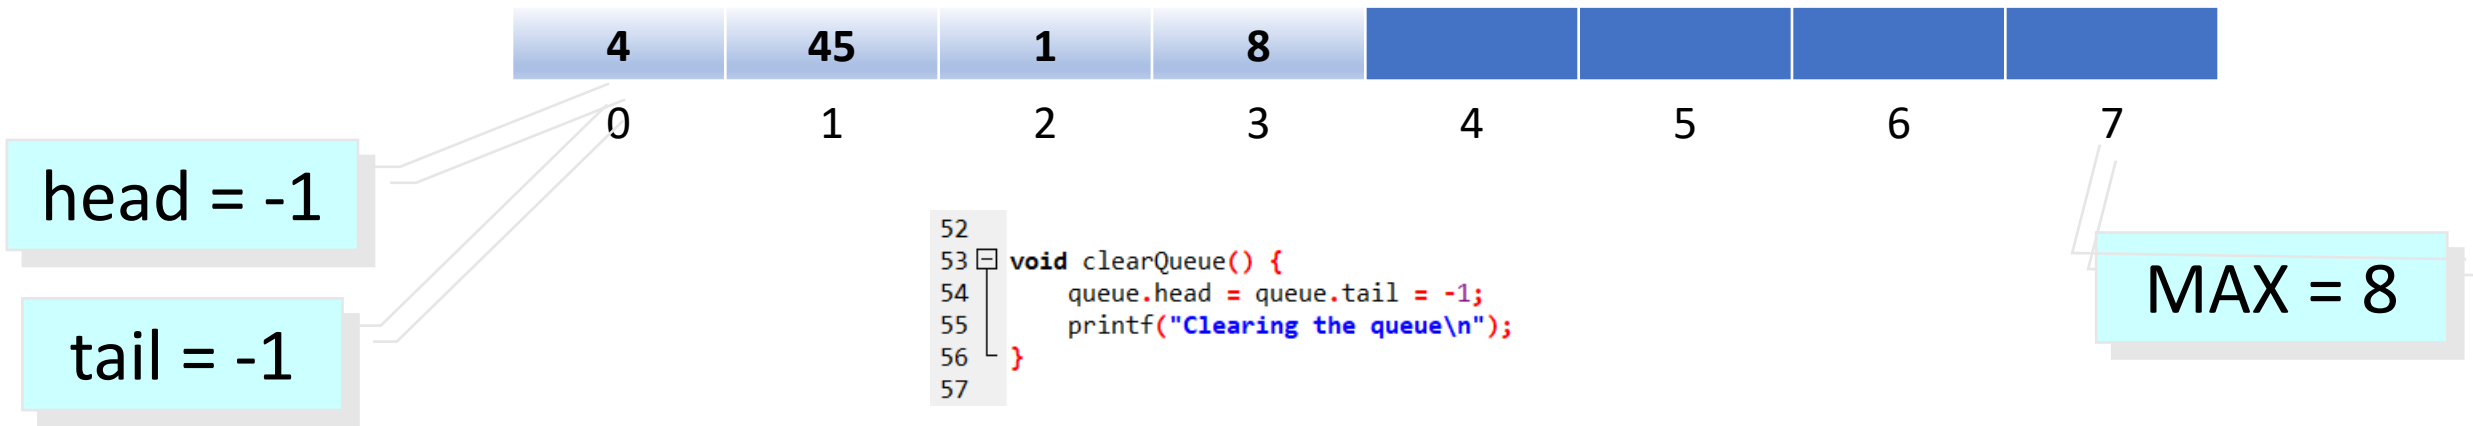 4 45 1 8
0 1 2 3 4 5 6 7
head = -1
tail = -1
52
53 void clearQueue() {
54 queue.head = queue.tail = -1;
55 printf("Clearing the queue\n");
56 }
57
MAX = 8